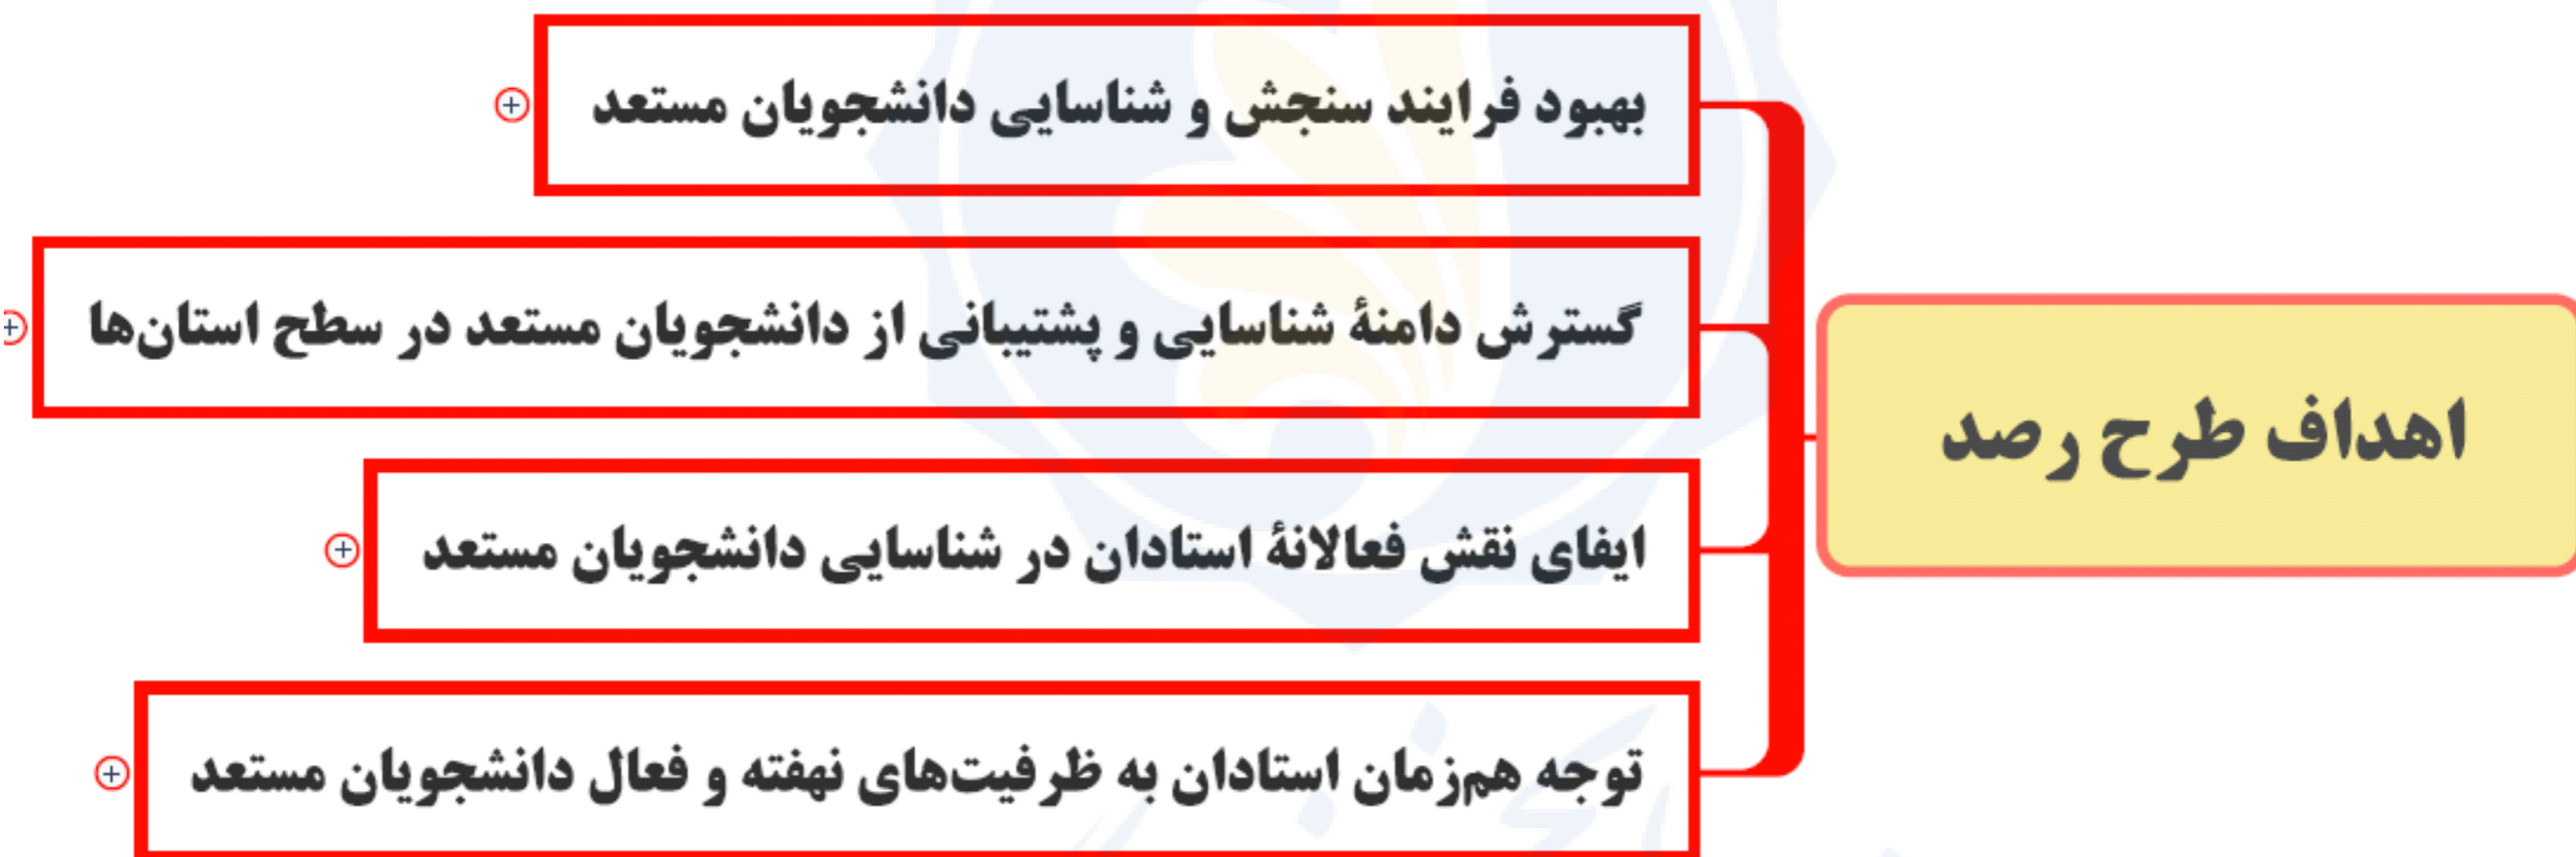 اهداف طرح رصد
بهبود فرایند سنجش و شناسایی دانشجویان مستعد
گسترش دامنهٔ شناسایی و پشتیبانی از دانشجویان مستعد در سطح استان‌ها
ایفای نقش فعالانهٔ استادان در شناسایی دانشجویان مستعد
توجه هم‌زمان استادان به ظرفیت‌های نهفته و فعال دانشجویان مستعد